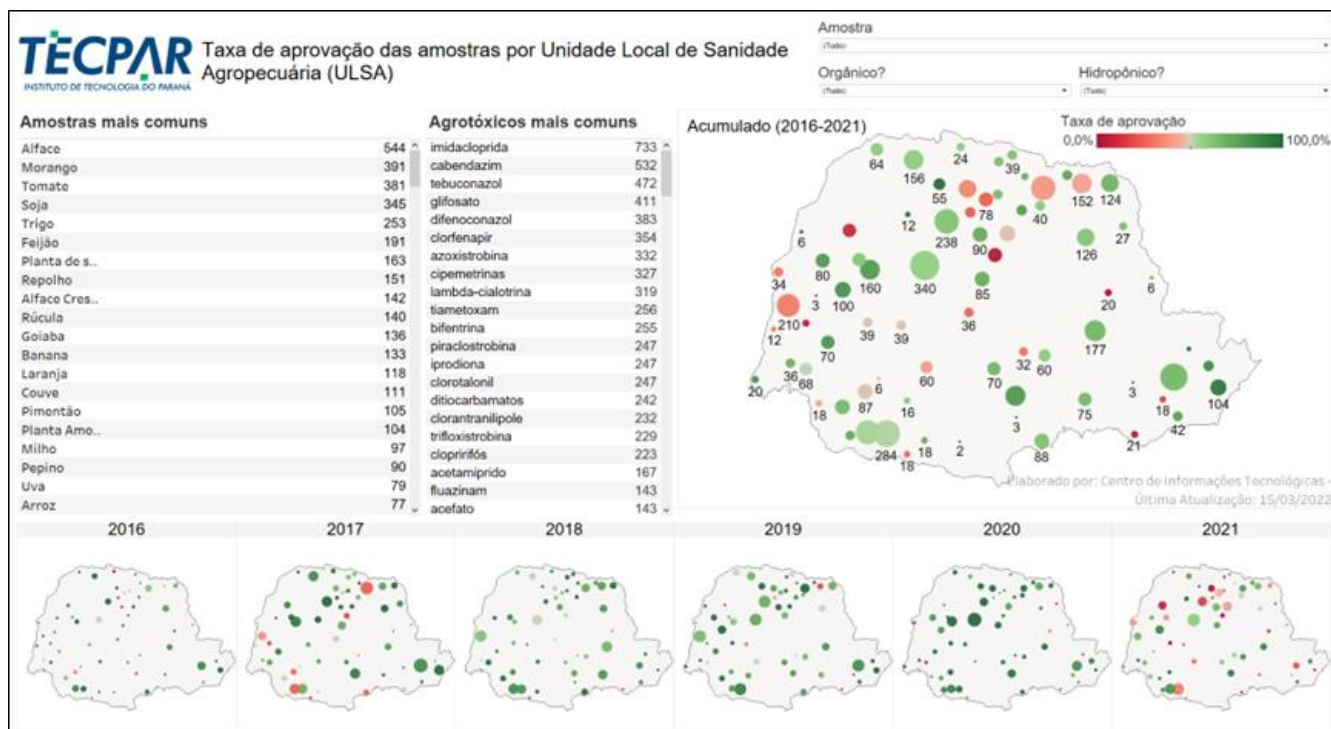 TECPAR
INSTITUTO DE TECNOLOGIA DO PARANÁ
Taxa de aprovação das amostras por Unidade Local de Sanidade
Agropecuária (ULSA)
Amostra
(Tudo)
Orgânico?
Hidropônico?
(Tudo)
(Tudo)
Amostras mais comuns
Alface 544
Morango 391
Tomate 381
Soja 345
Trigo 253
Feijão 191
Planta de s.. 163
Repolho 151
Alface Cres.. 142
Rúcula 140
Goiaba 136
Banana 133
Laranja 118
Couve 111
Pimentão 105
Planta Amo.. 104
Milho 97
Pepino 90
Uva 79
Arroz 77
Agrotóxicos mais comuns
imidacloprida 733
cabendazim 532
tebuconazol 472
glifosato 411
difenoconazol 383
clorfenapir 354
azoxistrobina 332
cipemetrinas 327
lambda-cialotrina 319
tiametoxam 256
bifentrina 255
piraclostrobina 247
iprodiona 247
clorotalonil 247
ditiocarbamatos 242
clorantranilipole 232
trifloxistrobina 229
clopririfós 223
acetamiprido 167
fluazinam 143
acefato 143
Acumulado (2016-2021)
Taxa de aprovação
0,0% 100,0%
64
156
24
39
55
78
40
152
124
12
238
90
126
27
6
80
160
340
85
6
34
3
100
20
210
36
12
39
39
70
177
36
68
6
60
70
32
60
20
18
87
16
3
75
3
18
104
42
21
284
18
18
2
88
Elaborado por: Centro de Informações Tecnológicas -
Última Atualização: 15/03/2022
2016
2017
2018
2019
2020
2021